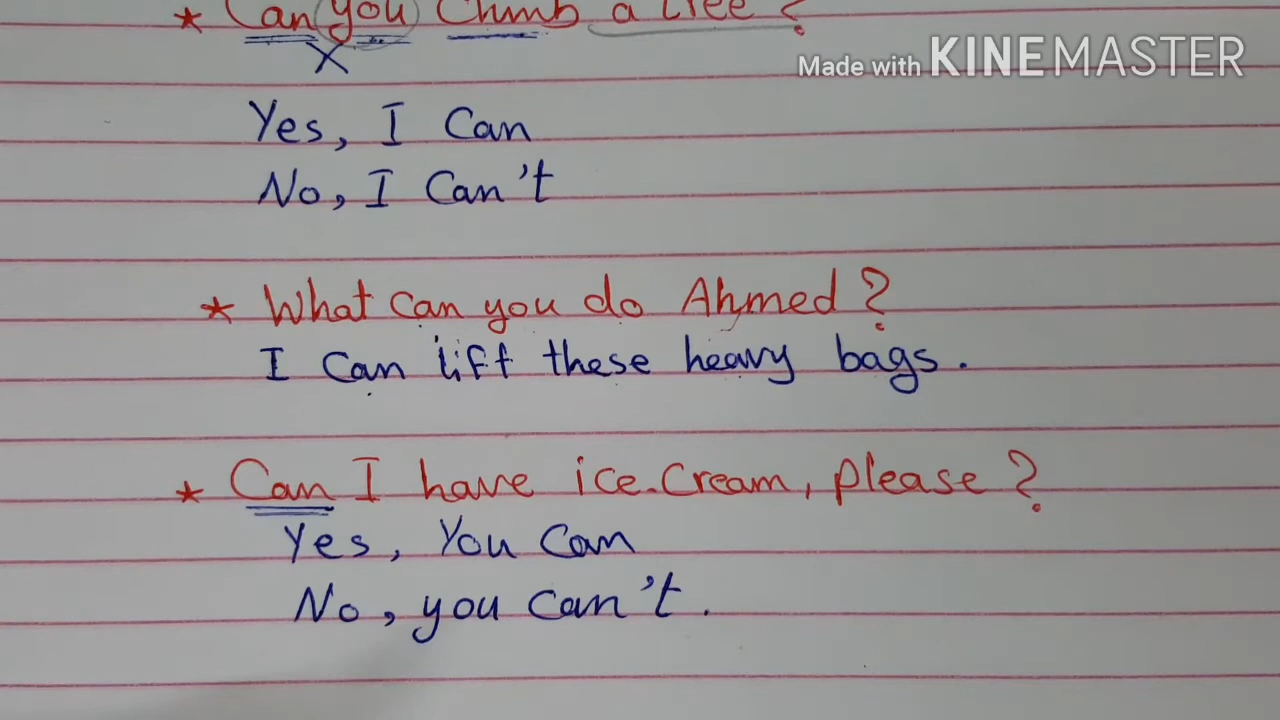 * Can you Climb a tree?
Made with KINEMASTER
X
Yes, I Can
No, I Can't
* What can you do Ahmed?
I Can lift these heavy bags.
* Can I have ice-Cream, please?
Yes, You Can
No, you can't.